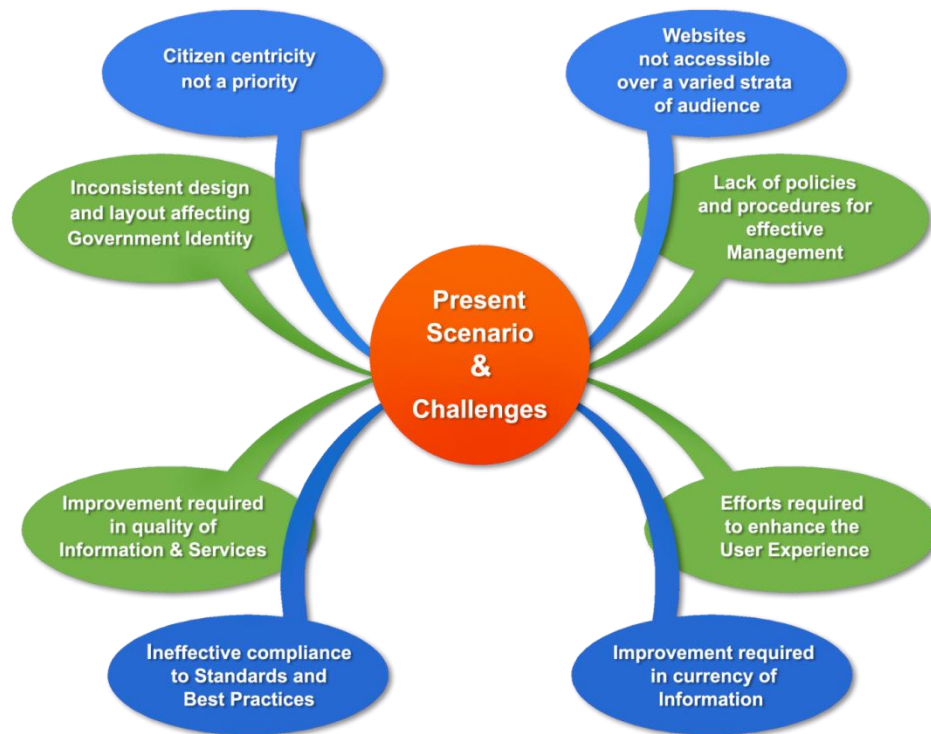 Citizen centricity
not a priority
Websites
not accessible
over a varied strata
of audience
Inconsistent design
and layout affecting
Government Identity
Lack of policies
and procedures for
effective
Management
Present
Scenario
&
Challenges
Improvement required
in quality of
Information & Services
Efforts required
to enhance the
User Experience
Ineffective compliance
to Standards and
Best Practices
Improvement required
in currency of
Information